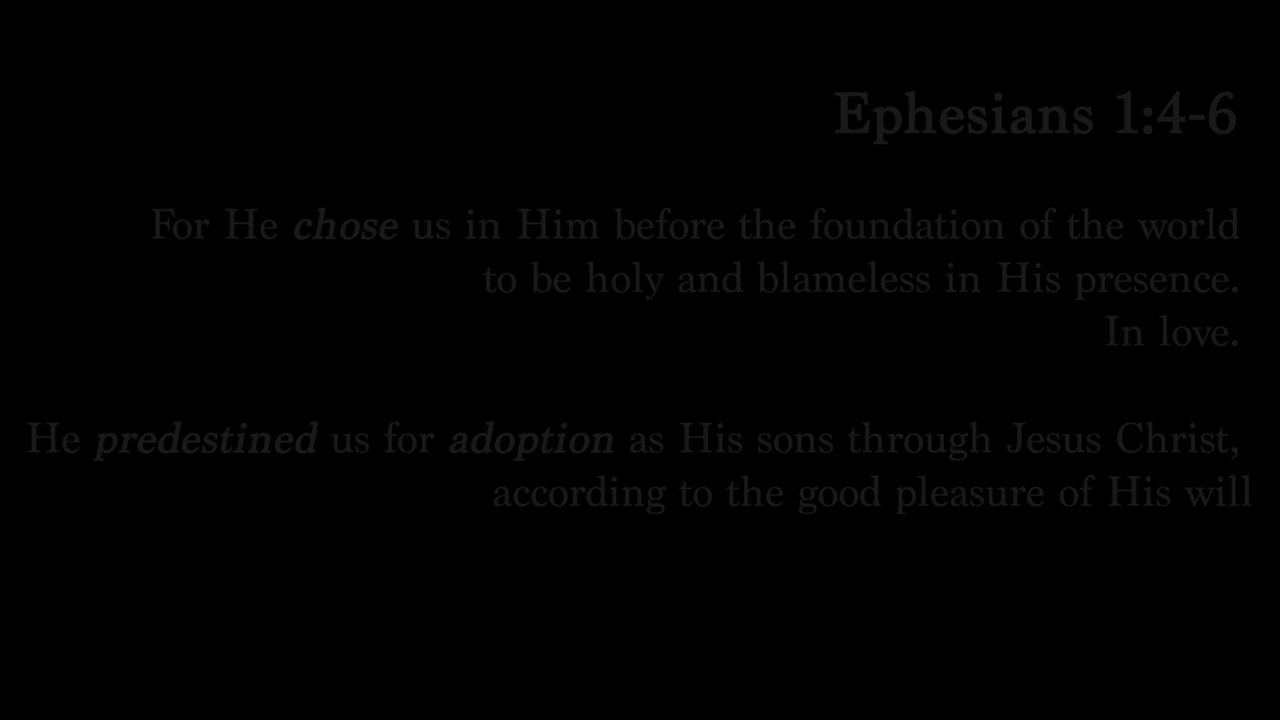 Ephesians 1:4-6
For He chose us in Him before the foundation of the world
to be holy and blameless in His presence.
In love.
He predestined us for adoption as His sons through Jesus Christ,
according to the good pleasure of His will